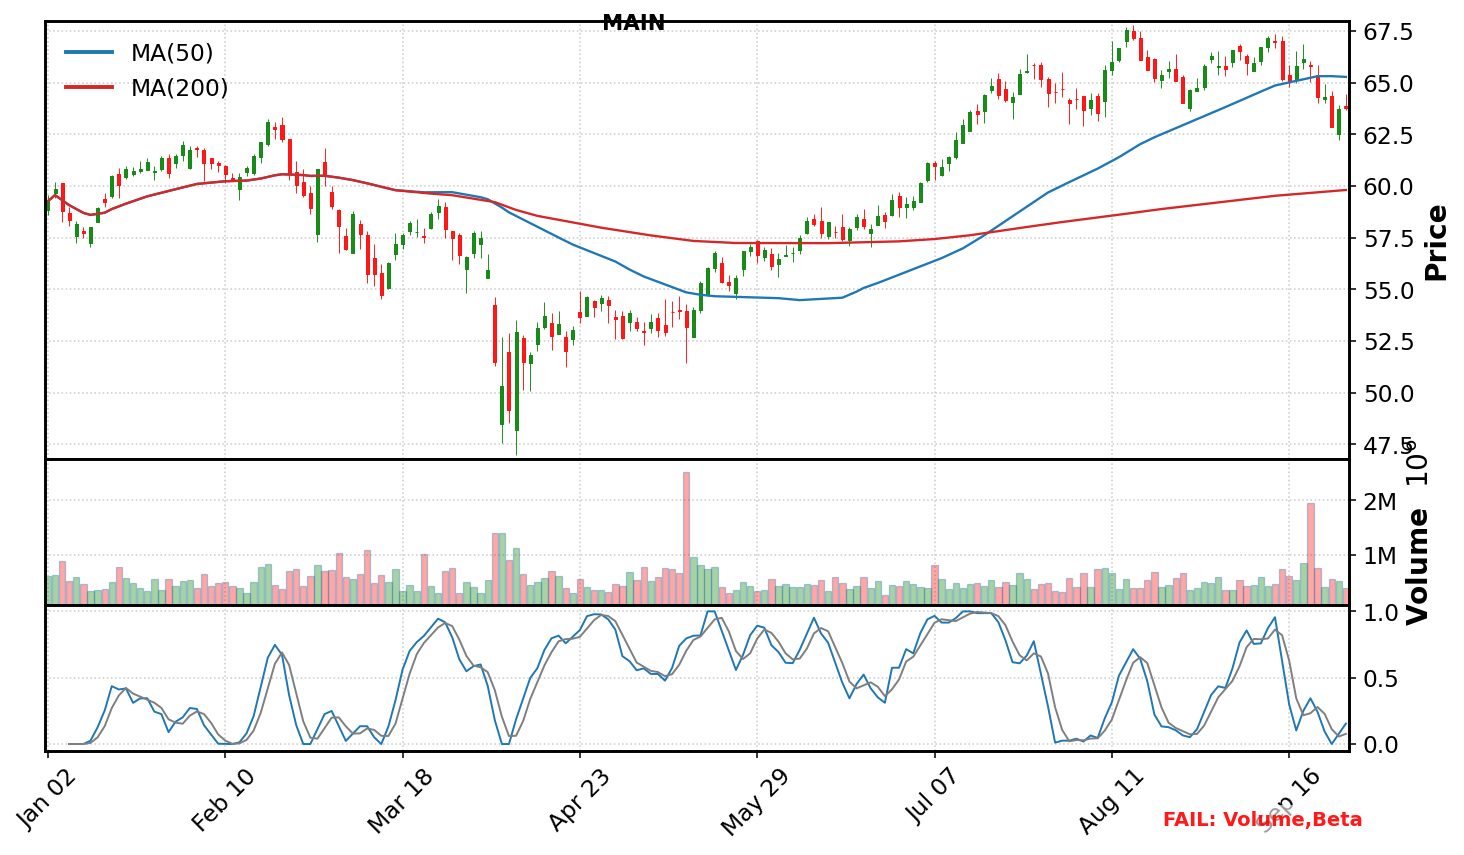 MAIN
MA(50)
MA(200)
67.5
65.0
62.5
60.0
57.5
55.0
52.5
50.0
47.5
Price
10⁶
2M
1M
Volume
1.0
0.5
0.0
Jan 02
Feb 10
Mar 18
Apr 23
May 29
Jul 07
Aug 11
Sep 16
FAIL: Volume,Beta